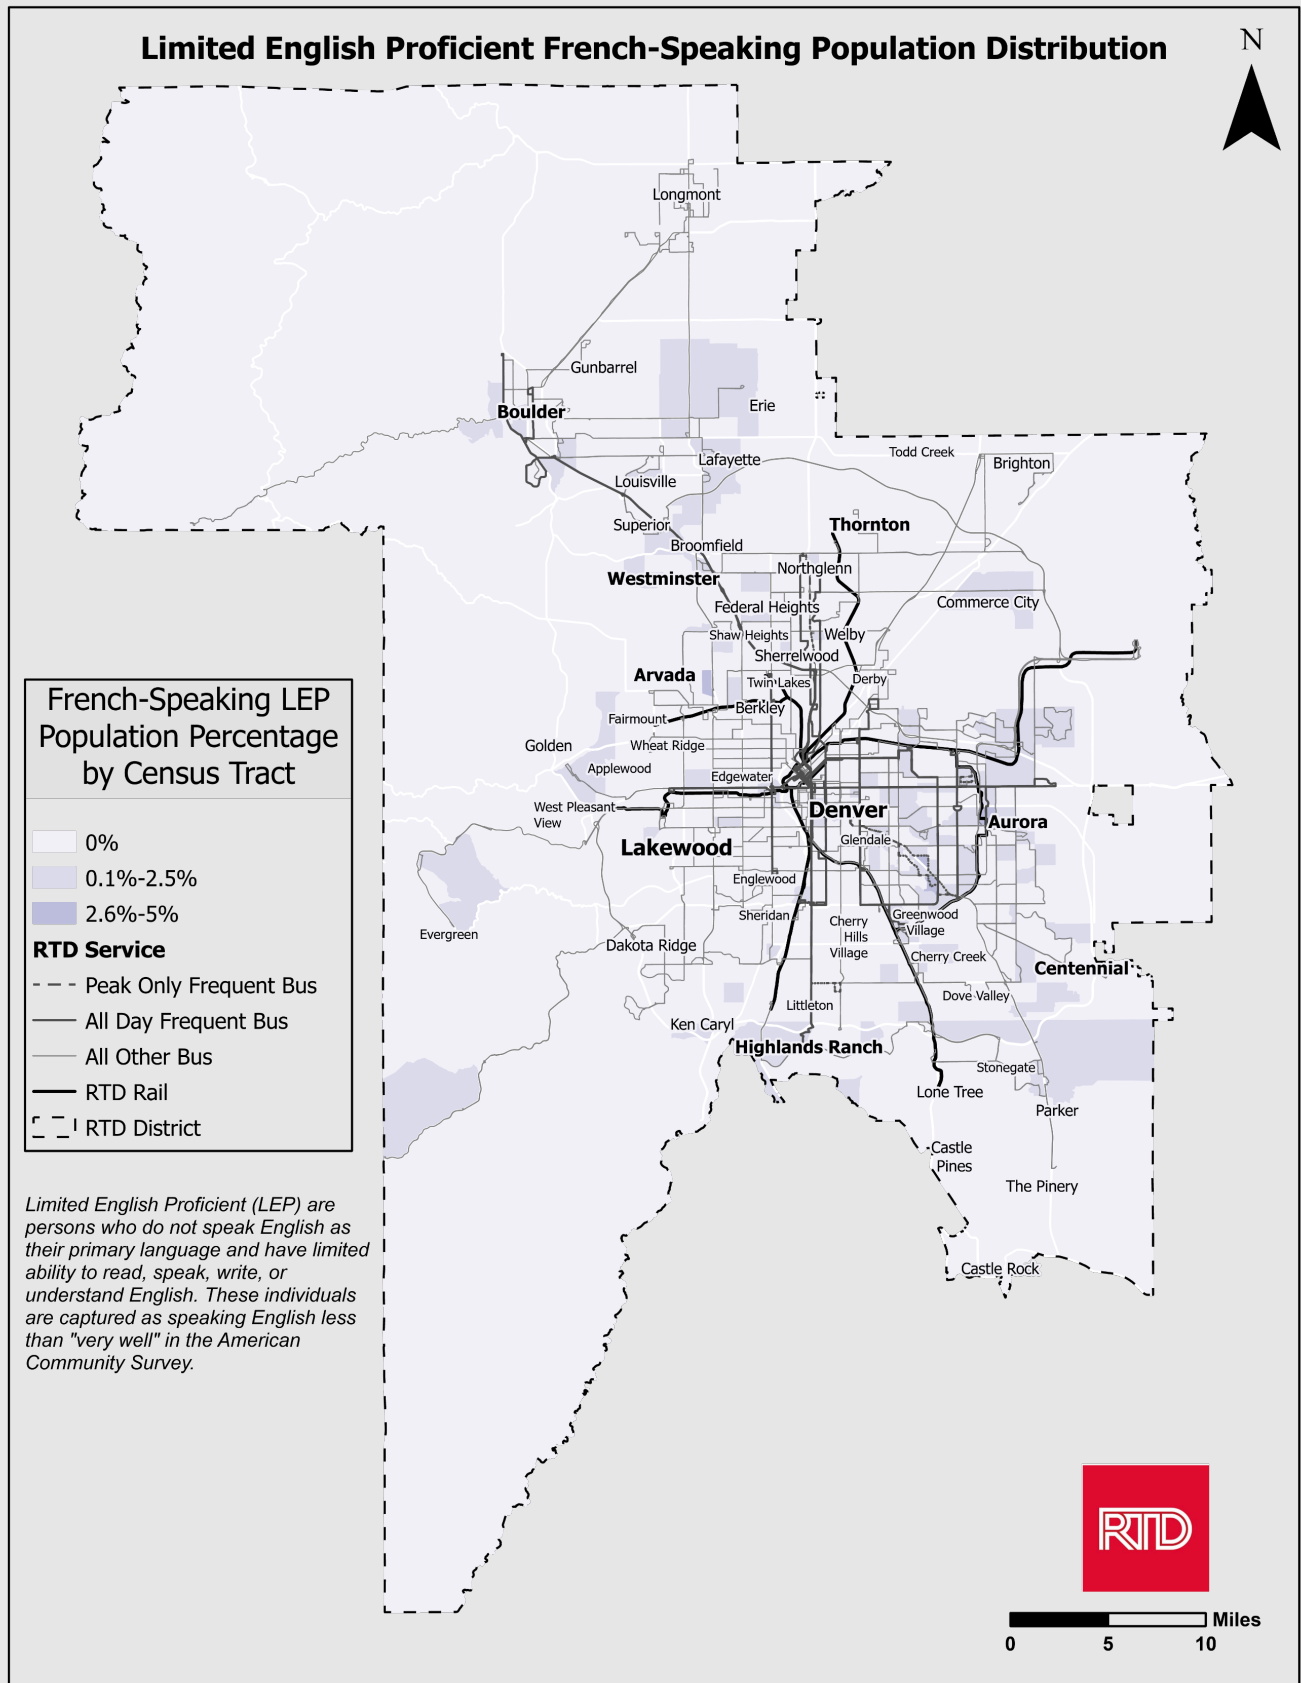 Limited English Proficient French-Speaking Population Distribution
N
Longmont
Gunbarrel
Boulder
Erie
Lafayette
Todd Creek
Brighton
Louisville
Superior
Thornton
Broomfield
Northglenn
Westminster
Federal Heights
Commerce City
Shaw Heights
Welby
Sherrelwood
Arvada
Twin Lakes
Derby
Berkley
Fairmount
Golden
Wheat Ridge
Applewood
Edgewater
West Pleasant
View
Denver
Aurora
Lakewood
Glendale
Englewood
Sheridan
Cherry
Hills
Village
Greenwood
Village
Evergreen
Dakota Ridge
Cherry Creek
Centennial
Dove Valley
Littleton
Ken Caryl
Highlands Ranch
Stonegate
Lone Tree
Parker
Castle
Pines
The Pinery
Castle Rock
French-Speaking LEP
Population Percentage
by Census Tract
0%
0.1%-2.5%
2.6%-5%
RTD Service
Peak Only Frequent Bus
All Day Frequent Bus
All Other Bus
RTD Rail
RTD District
Limited English Proficient (LEP) are
persons who do not speak English as
their primary language and have limited
ability to read, speak, write, or
understand English. These individuals
are captured as speaking English less
than "very well" in the American
Community Survey.
RTD
Miles
0 5 10